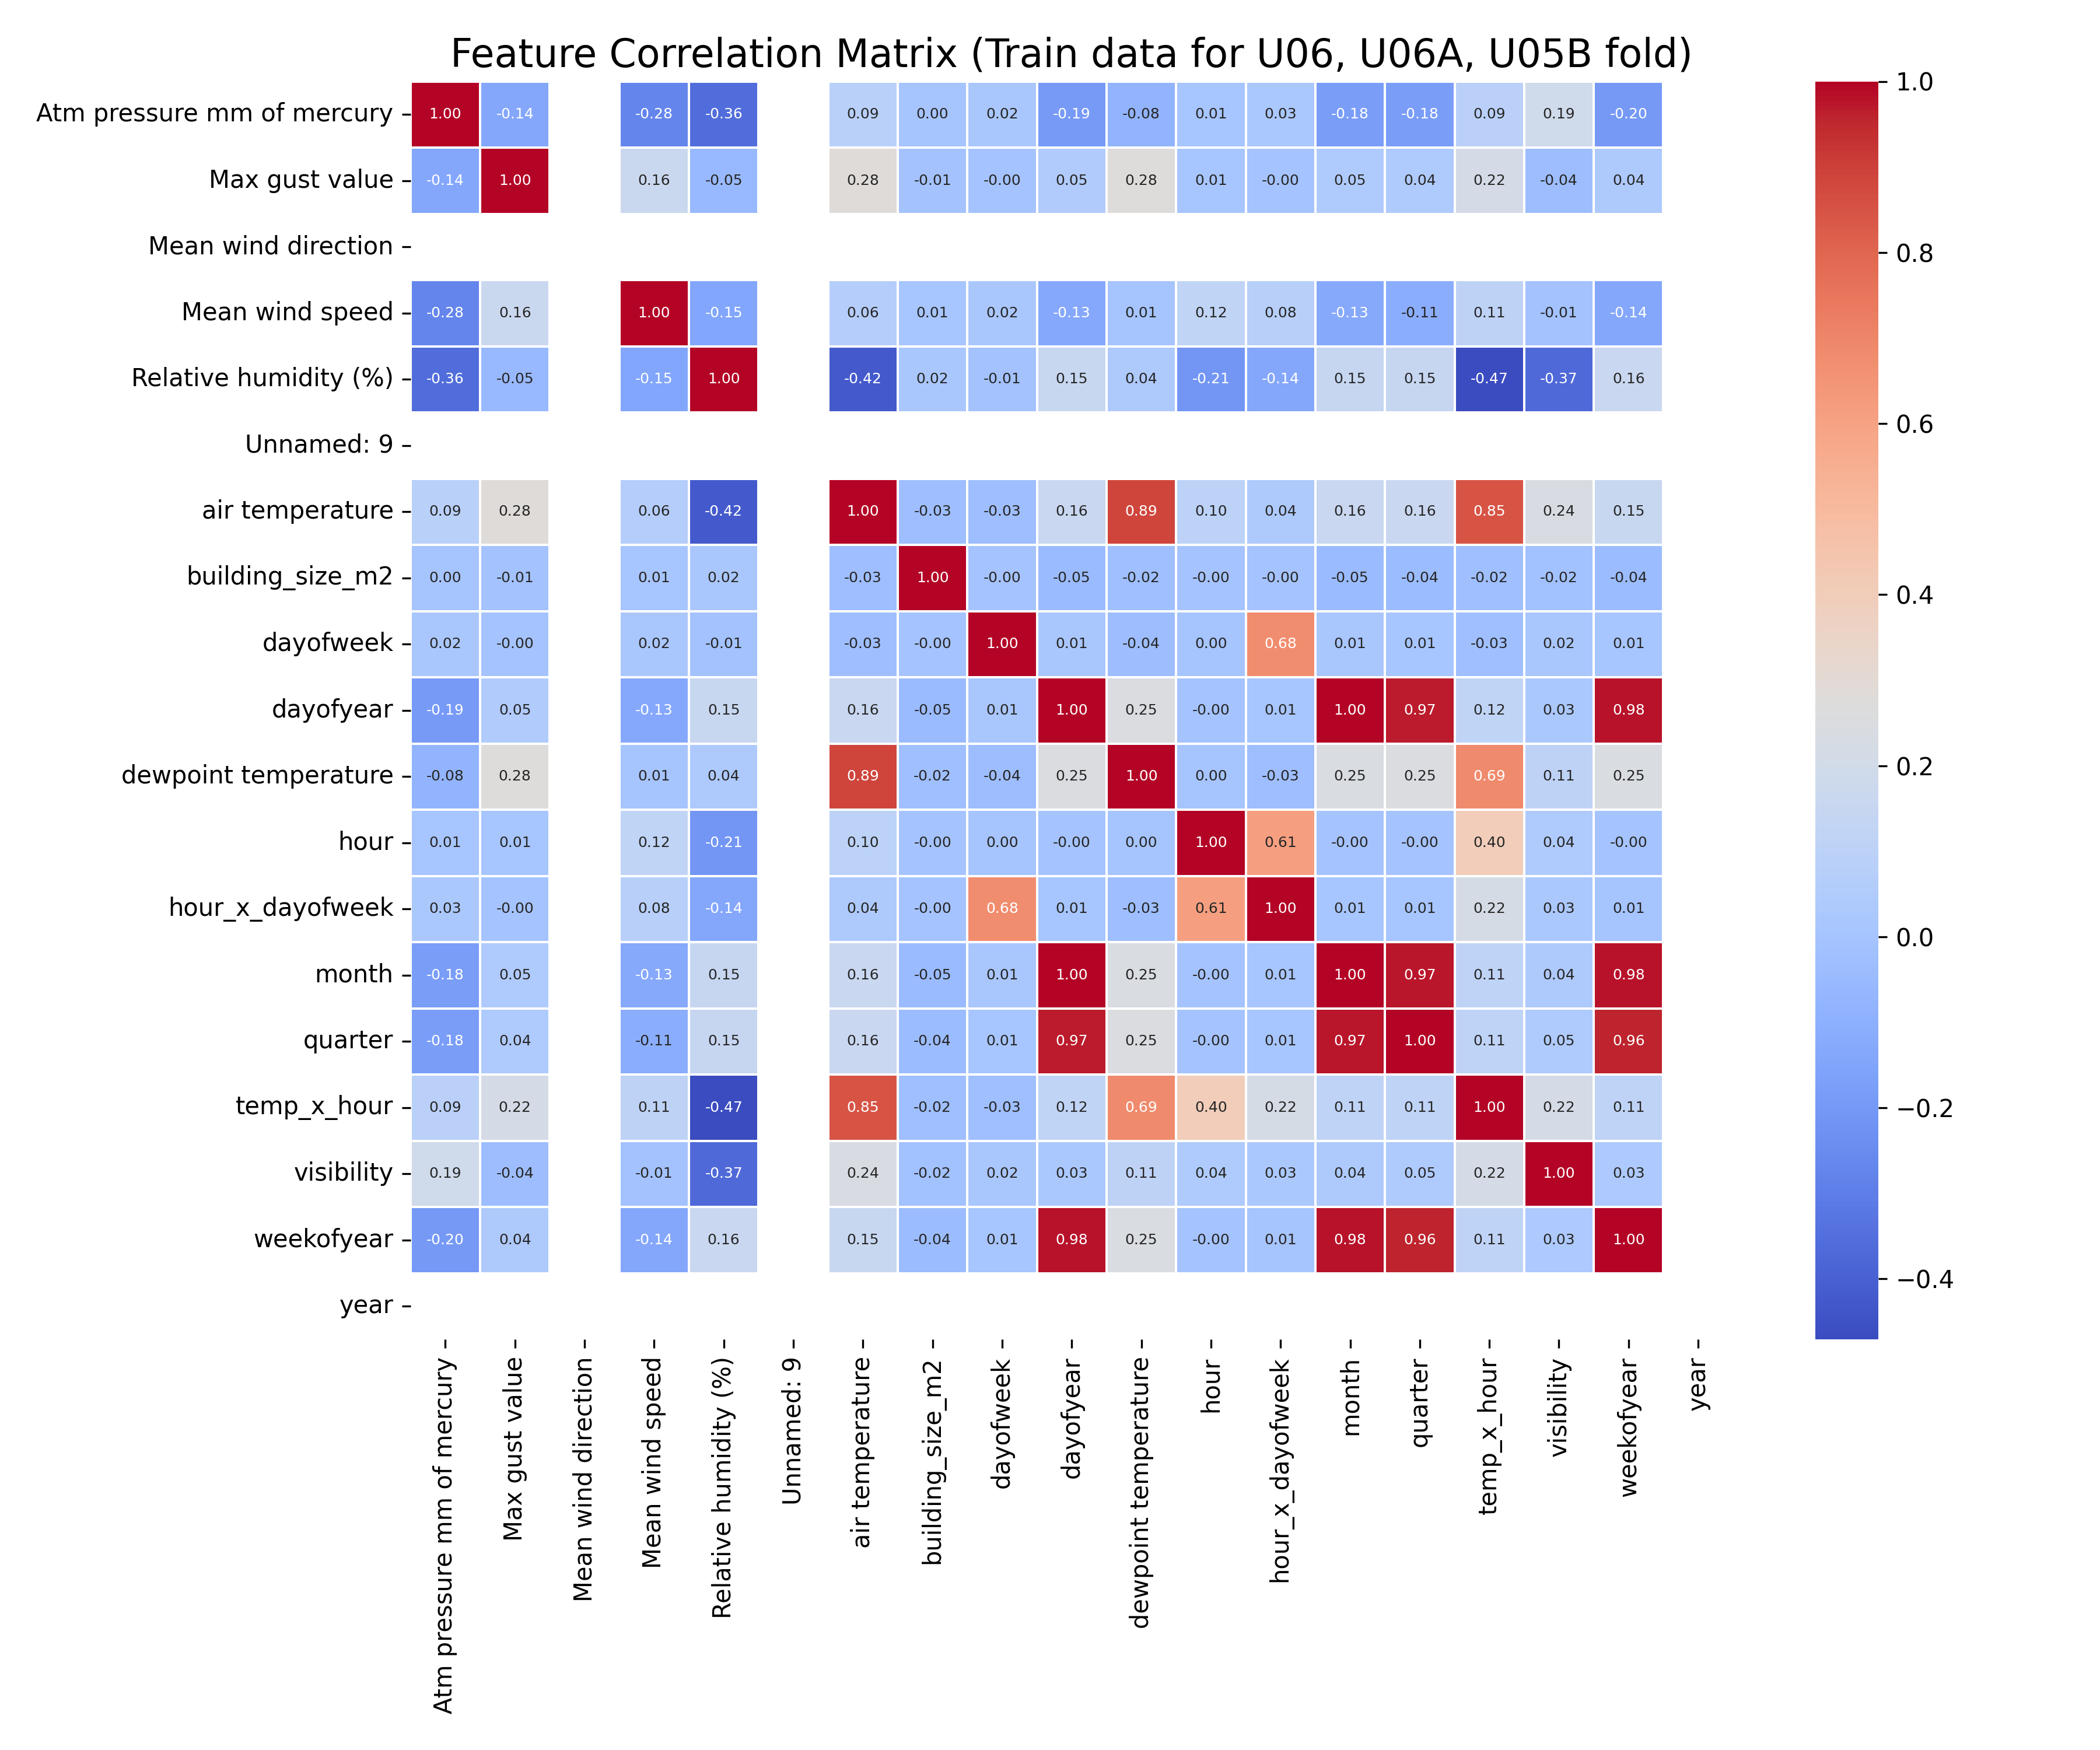 Feature Correlation Matrix (Train data for U06, U06A, U05B fold)
Atm pressure mm of mercury 1.00 -0.14 -0.28 -0.36 0.09 0.00 0.02 -0.19 -0.08 0.01 0.03 -0.18 -0.18 0.09 0.19 -0.20
Max gust value -0.14 1.00 0.16 -0.05 0.28 -0.01 -0.00 0.05 0.28 0.01 -0.00 0.05 0.04 0.22 -0.04 0.04
Mean wind direction
Mean wind speed -0.28 0.16 1.00 -0.15 0.06 0.01 0.02 -0.13 0.01 0.12 0.08 -0.13 -0.11 0.11 -0.01 -0.14
Relative humidity (%) -0.36 -0.05 -0.15 1.00 -0.42 0.02 -0.01 0.15 0.04 -0.21 -0.14 0.15 0.15 -0.47 -0.37 0.16
Unnamed: 9
air temperature 0.09 0.28 0.06 -0.42 1.00 -0.03 -0.03 0.16 0.89 0.10 0.04 0.16 0.16 0.85 0.24 0.15
building_size_m2 0.00 -0.01 0.01 0.02 -0.03 1.00 -0.00 -0.05 -0.02 -0.00 -0.00 -0.05 -0.04 -0.02 -0.02 -0.04
dayofweek 0.02 -0.00 0.02 -0.01 -0.03 -0.00 1.00 0.01 -0.04 0.00 0.68 0.01 0.01 -0.03 0.02 0.01
dayofyear -0.19 0.05 -0.13 0.15 0.16 -0.05 0.01 1.00 0.25 -0.00 0.01 1.00 0.97 0.12 0.03 0.98
dewpoint temperature -0.08 0.28 0.01 0.04 0.89 -0.02 -0.04 0.25 1.00 0.00 -0.03 0.25 0.25 0.69 0.11 0.25
hour 0.01 0.01 0.12 -0.21 0.10 -0.00 0.00 -0.00 0.00 1.00 0.61 -0.00 -0.00 0.40 0.04 -0.00
hour_x_dayofweek 0.03 -0.00 0.08 -0.14 0.04 -0.00 0.68 0.01 -0.03 0.61 1.00 0.01 0.01 0.22 0.03 0.01
month -0.18 0.05 -0.13 0.15 0.16 -0.05 0.01 1.00 0.25 -0.00 0.01 1.00 0.97 0.11 0.04 0.98
quarter -0.18 0.04 -0.11 0.15 0.16 -0.04 0.01 0.97 0.25 -0.00 0.01 0.97 1.00 0.11 0.05 0.96
temp_x_hour 0.09 0.22 0.11 -0.47 0.85 -0.02 -0.03 0.12 0.69 0.40 0.22 0.11 0.11 1.00 0.22 0.11
visibility 0.19 -0.04 -0.01 -0.37 0.24 -0.02 0.02 0.03 0.11 0.04 0.03 0.04 0.05 0.22 1.00 0.03
weekofyear -0.20 0.04 -0.14 0.16 0.15 -0.04 0.01 0.98 0.25 -0.00 0.01 0.98 0.96 0.11 0.03 1.00
year
Atm pressure mm of mercury
Max gust value
Mean wind direction
Mean wind speed
Relative humidity (%)
Unnamed: 9
air temperature
building_size_m2
dayofweek
dayofyear
dewpoint temperature
hour
hour_x_dayofweek
month
quarter
temp_x_hour
visibility
weekofyear
year
1.0
0.8
0.6
0.4
0.2
0.0
−0.2
−0.4